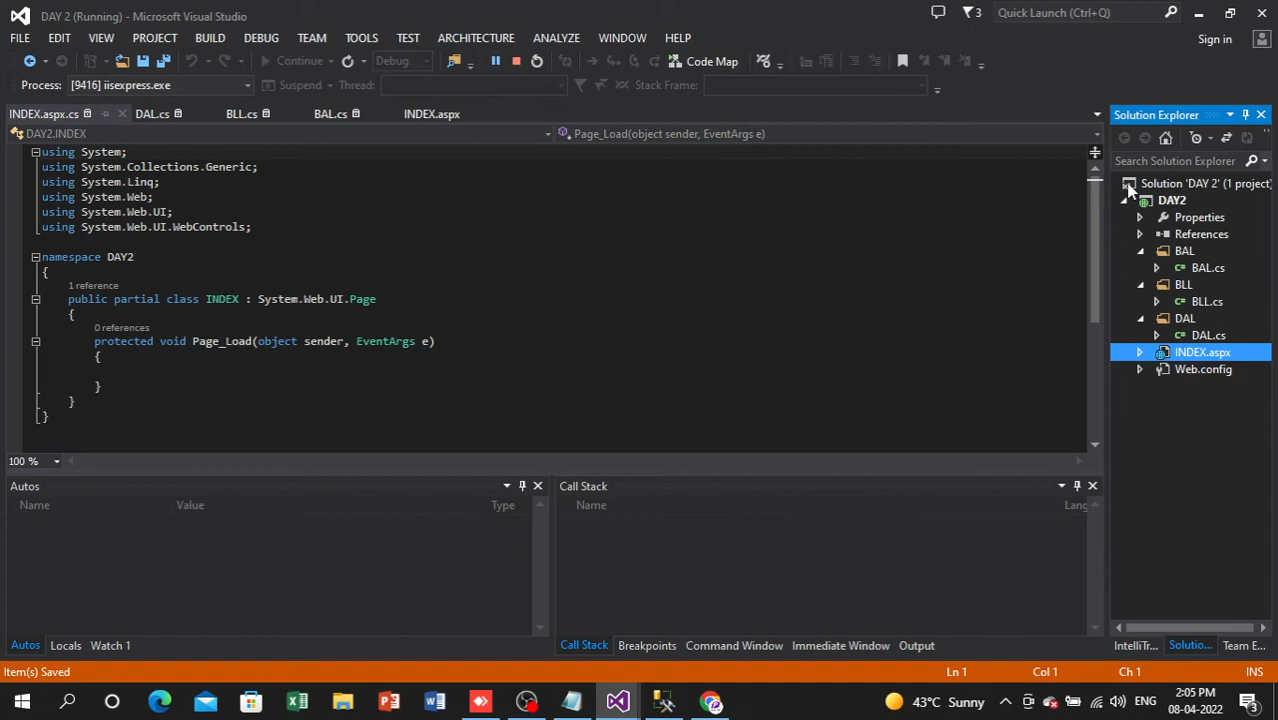 DAY 2 (Running) - Microsoft Visual Studio
3
Quick Launch (Ctrl+Q)
FILE EDIT VIEW PROJECT BUILD DEBUG TEAM TOOLS TEST ARCHITECTURE ANALYZE WINDOW HELP
Sign in
Continue
Debug
Code Map
Process: [9416] iisexpress.exe
Suspend
Stack Frame:
INDEX.aspx.cs DAL.cs BLL.cs BAL.cs INDEX.aspx
DAY2.INDEX
Page_Load(object sender, EventArgs e)
using System;
using System.Collections.Generic;
using System.Linq;
using System.Web;
using System.Web.UI;
using System.Web.UI.WebControls;
namespace DAY2
{
1 reference
public partial class INDEX : System.Web.UI.Page
{
0 references
protected void Page_Load(object sender, EventArgs e)
{
}
}
}
100 %
Solution Explorer
Search Solution Explorer
Solution 'DAY 2' (1 project)
DAY2
Properties
References
BAL
BAL.cs
BLL
BLL.cs
DAL
DAL.cs
INDEX.aspx
Web.config
Autos
Name Value Type
Autos Locals Watch 1
Call Stack
Name Lang
Call Stack Breakpoints Command Window Immediate Window Output
IntelliTr... Solutio... Team E...
Item(s) Saved
Ln 1 Col 1 Ch 1 INS
43°C Sunny
ENG
2:05 PM
08-04-2022
3